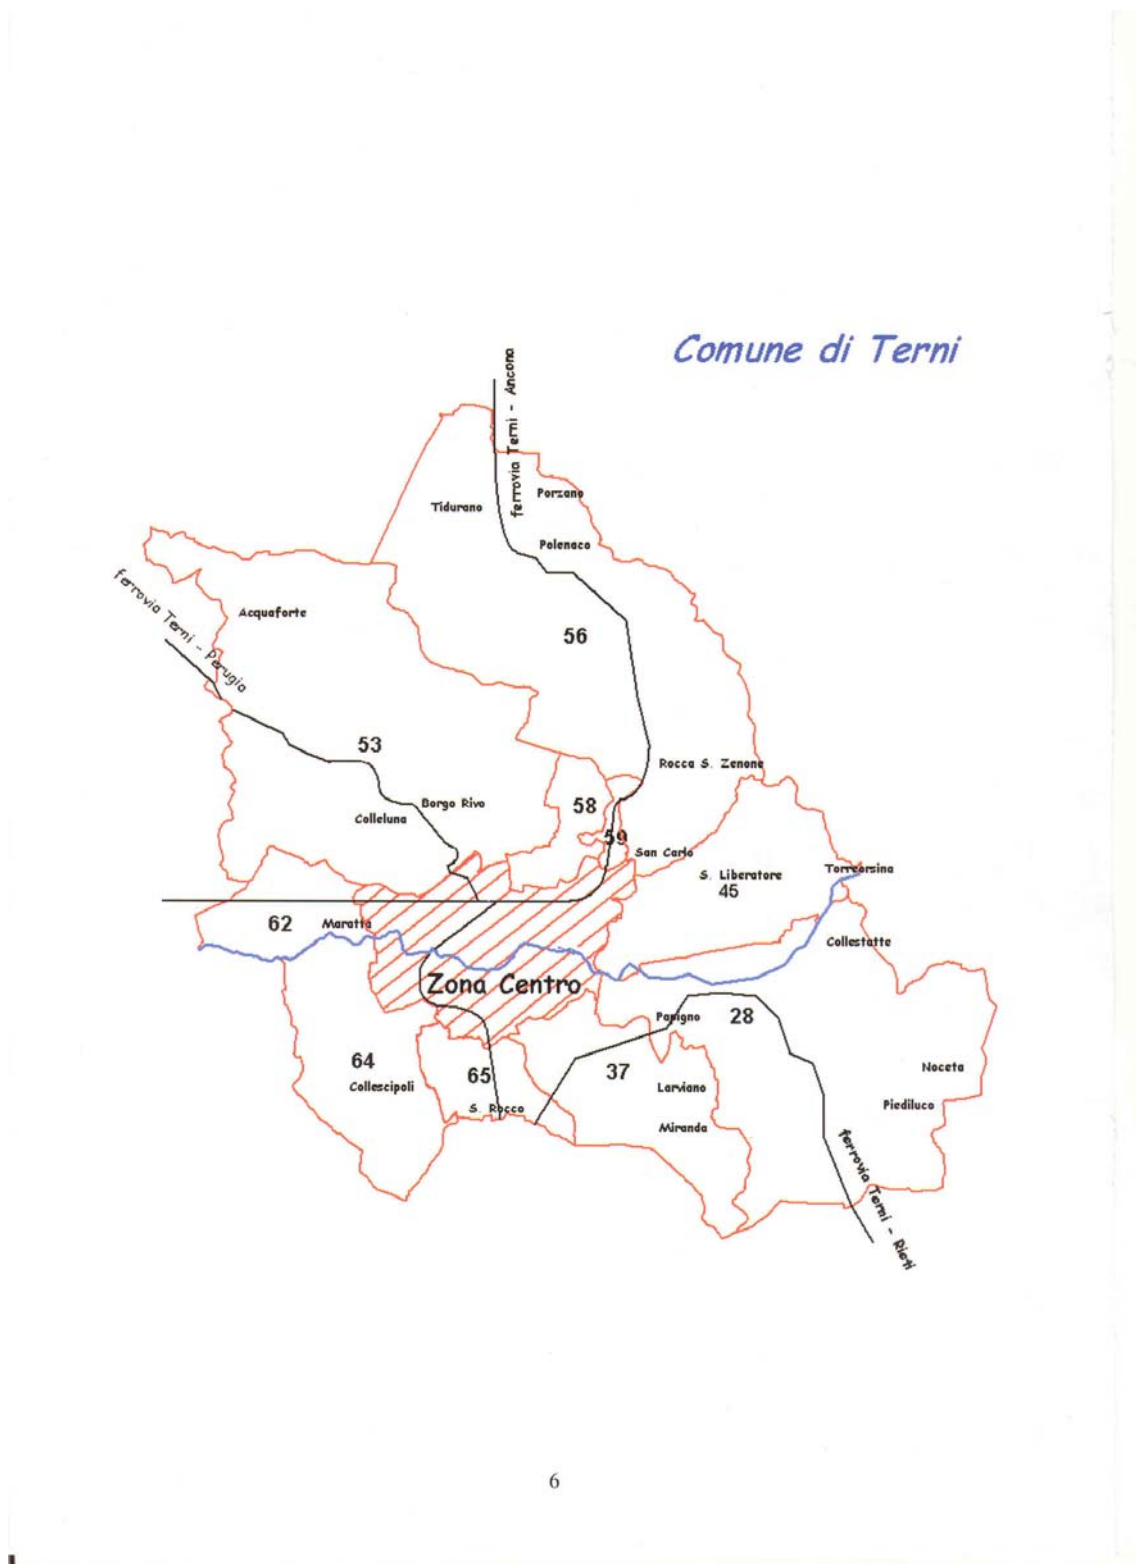 Comune di Terni
ferrovia Terni - Ancona
Porzano
Tidurano
Polenaco
ferrovia Terni - Perugia
Acquaforte
56
53
Rocca S. Zenone
Borgo Rivo
58
Colleluna
59
San Carlo
S. Liberatore
45
Torreorsina
62
Maratta
Collestatte
Zona Centro
Papigno
28
64
Collescipoli
65
37
Larviano
Noceta
S. Rocco
Piediluco
Miranda
ferrovia Terni - Rieti
6